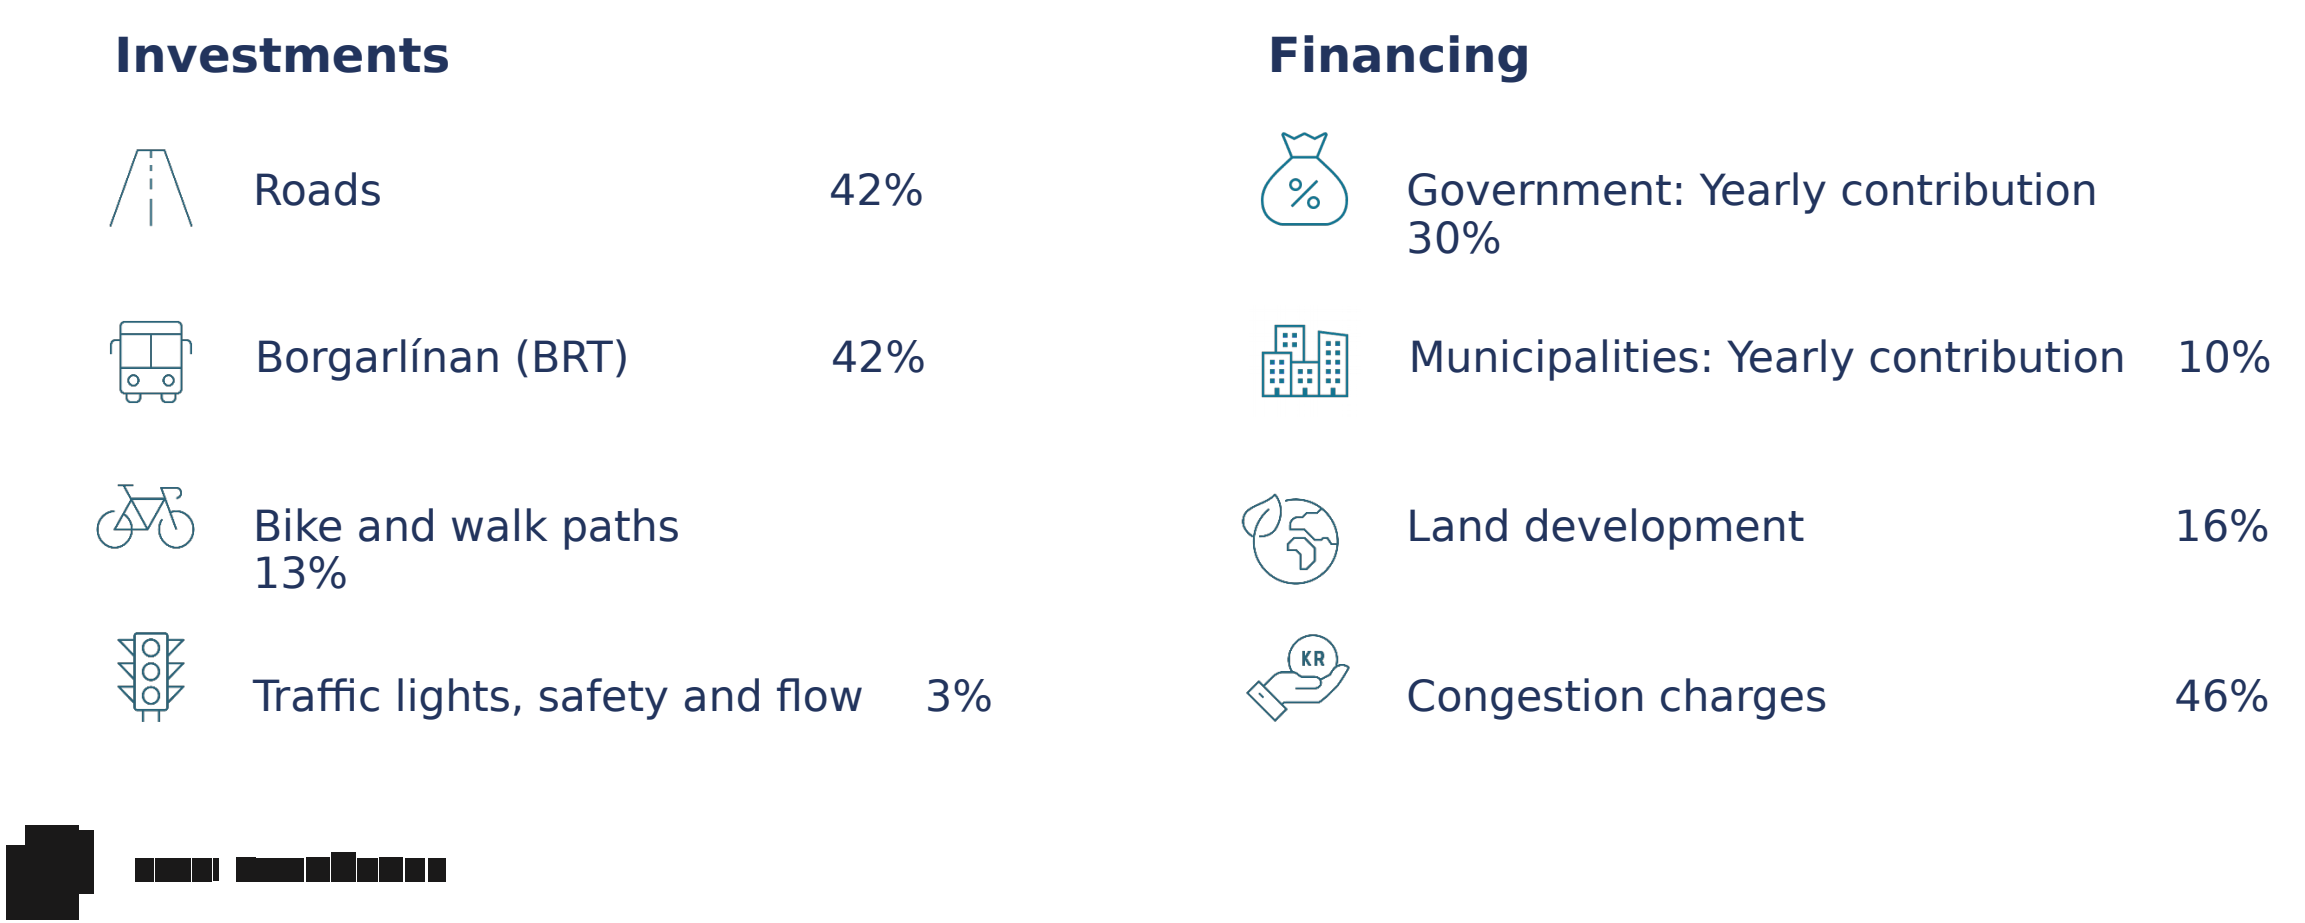 Investments
Roads 42%
Borgarlínan (BRT) 42%
Bike and walk paths
13%
Traffic lights, safety and flow 3%
Financing
Government: Yearly contribution
30%
Municipalities: Yearly contribution 10%
Land development 16%
KR
Congestion charges 46%